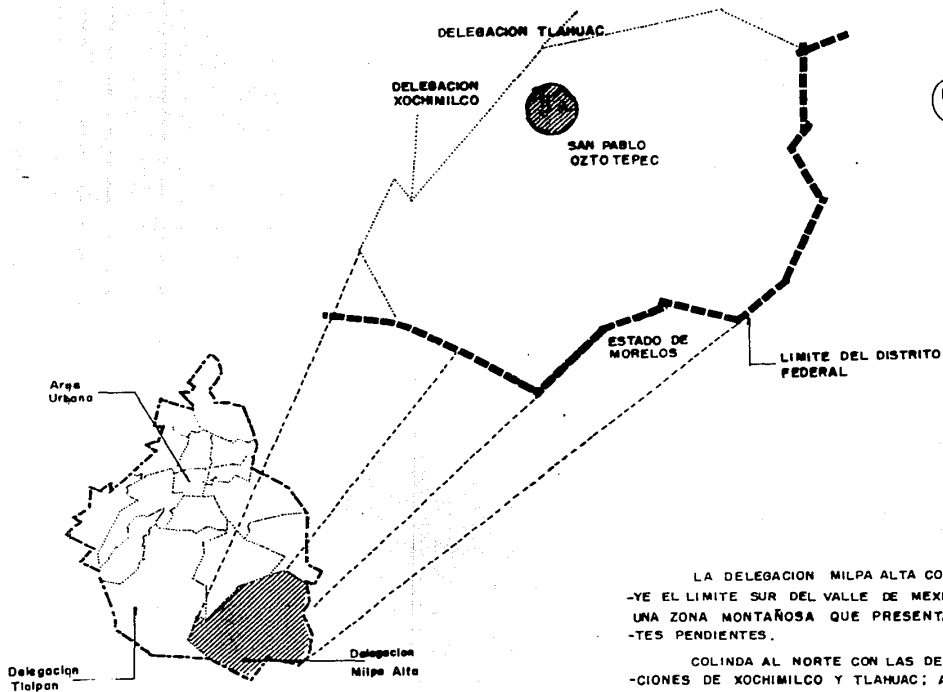 DELEGACION TLAHUAC
DELEGACION
XOCHIMILCO
SAN PABLO
OZTOTEPEC
ESTADO DE
MORELOS
LIMITE DEL DISTRITO
FEDERAL
Area
Urbana
Delegacion
Tlalpan
Delegacion
Milpa Alta
LA DELEGACION MILPA ALTA CO
-YE EL LIMITE SUR DEL VALLE DE MEXI
UNA ZONA MONTAÑOSA QUE PRESENTA
-TES PENDIENTES.
COLINDA AL NORTE CON LAS DE
-CIONES DE XOCHIMILCO Y TLAHUAC; A